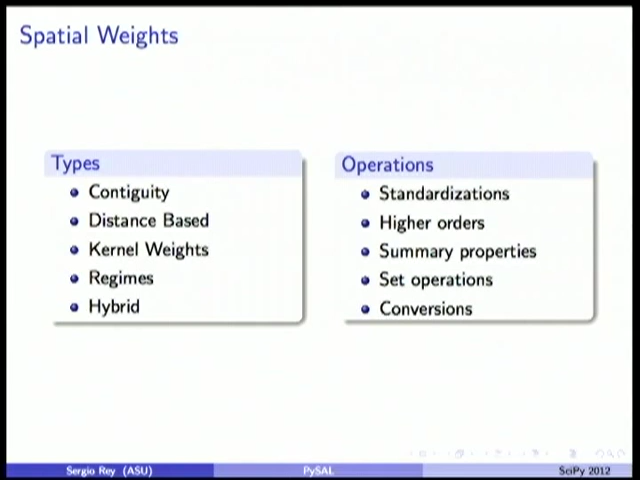 Spatial Weights
Types
Contiguity
Distance Based
Kernel Weights
Regimes
Hybrid
Operations
Standardizations
Higher orders
Summary properties
Set operations
Conversions
Sergio Rey (ASU)
PySAL
SciPy 2012